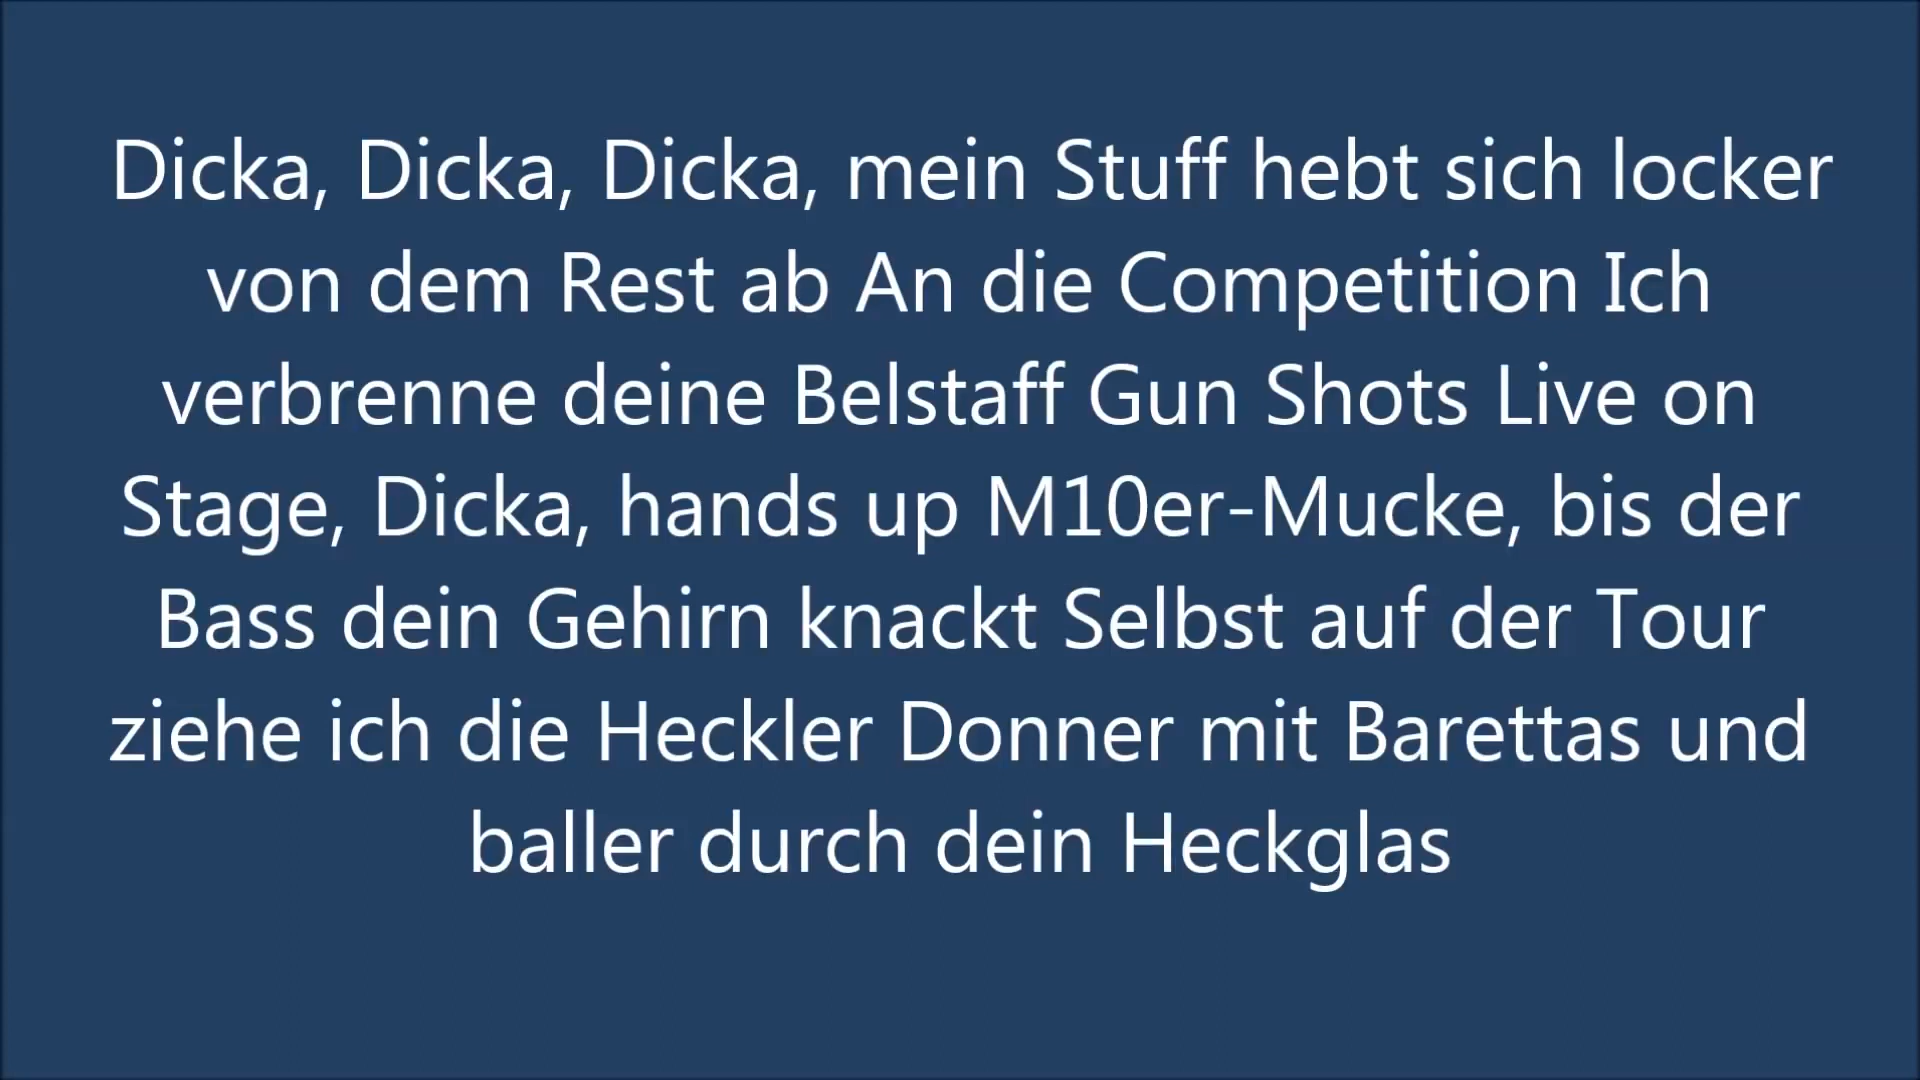 Dicka, Dicka, Dicka, mein Stuff hebt sich locker
von dem Rest ab An die Competition Ich
verbrenne deine Belstaff Gun Shots Live on
Stage, Dicka, hands up M10er-Mucke, bis der
Bass dein Gehirn knackt Selbst auf der Tour
ziehe ich die Heckler Donner mit Barettas und
baller durch dein Heckglas